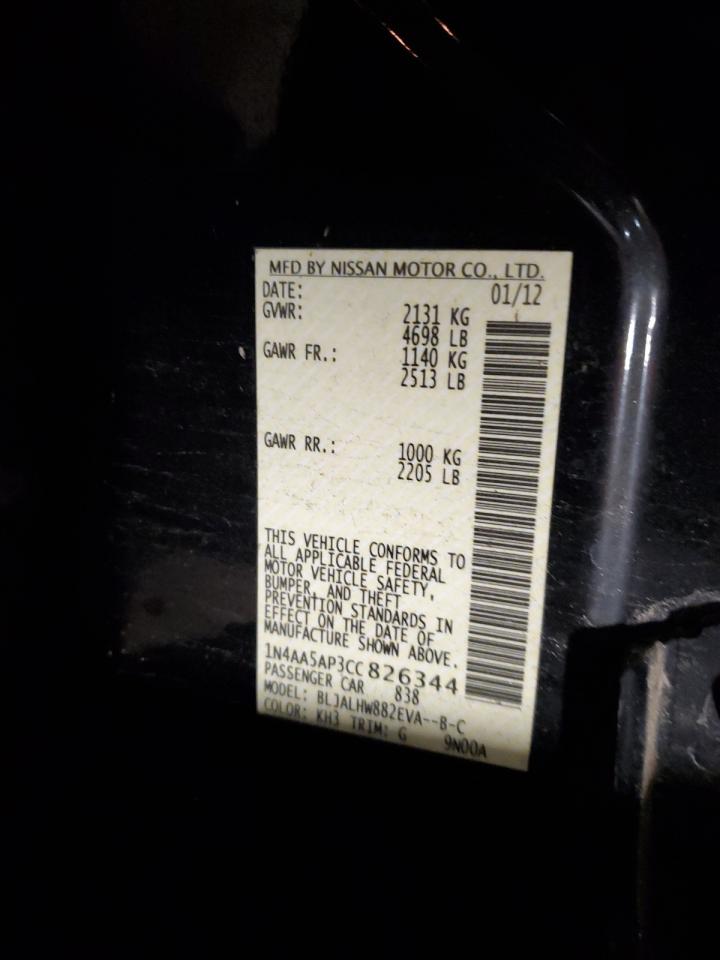 MFD BY NISSAN MOTOR CO., LTD.
DATE: 01/12
GVWR: 2131 KG
4698 LB
GAWR FR.: 1140 KG
2513 LB
GAWR RR.: 1000 KG
2205 LB
THIS VEHICLE CONFORMS TO
ALL APPLICABLE FEDERAL
MOTOR VEHICLE SAFETY,
BUMPER, AND THEFT
PREVENTION STANDARDS IN
EFFECT ON THE DATE OF
MANUFACTURE SHOWN ABOVE.
1N4AA5AP3CC826344
PASSENGER CAR 838
MODEL: BLJALHW882EVA--B-C
COLOR: KH3 TRIM: G 9N00A